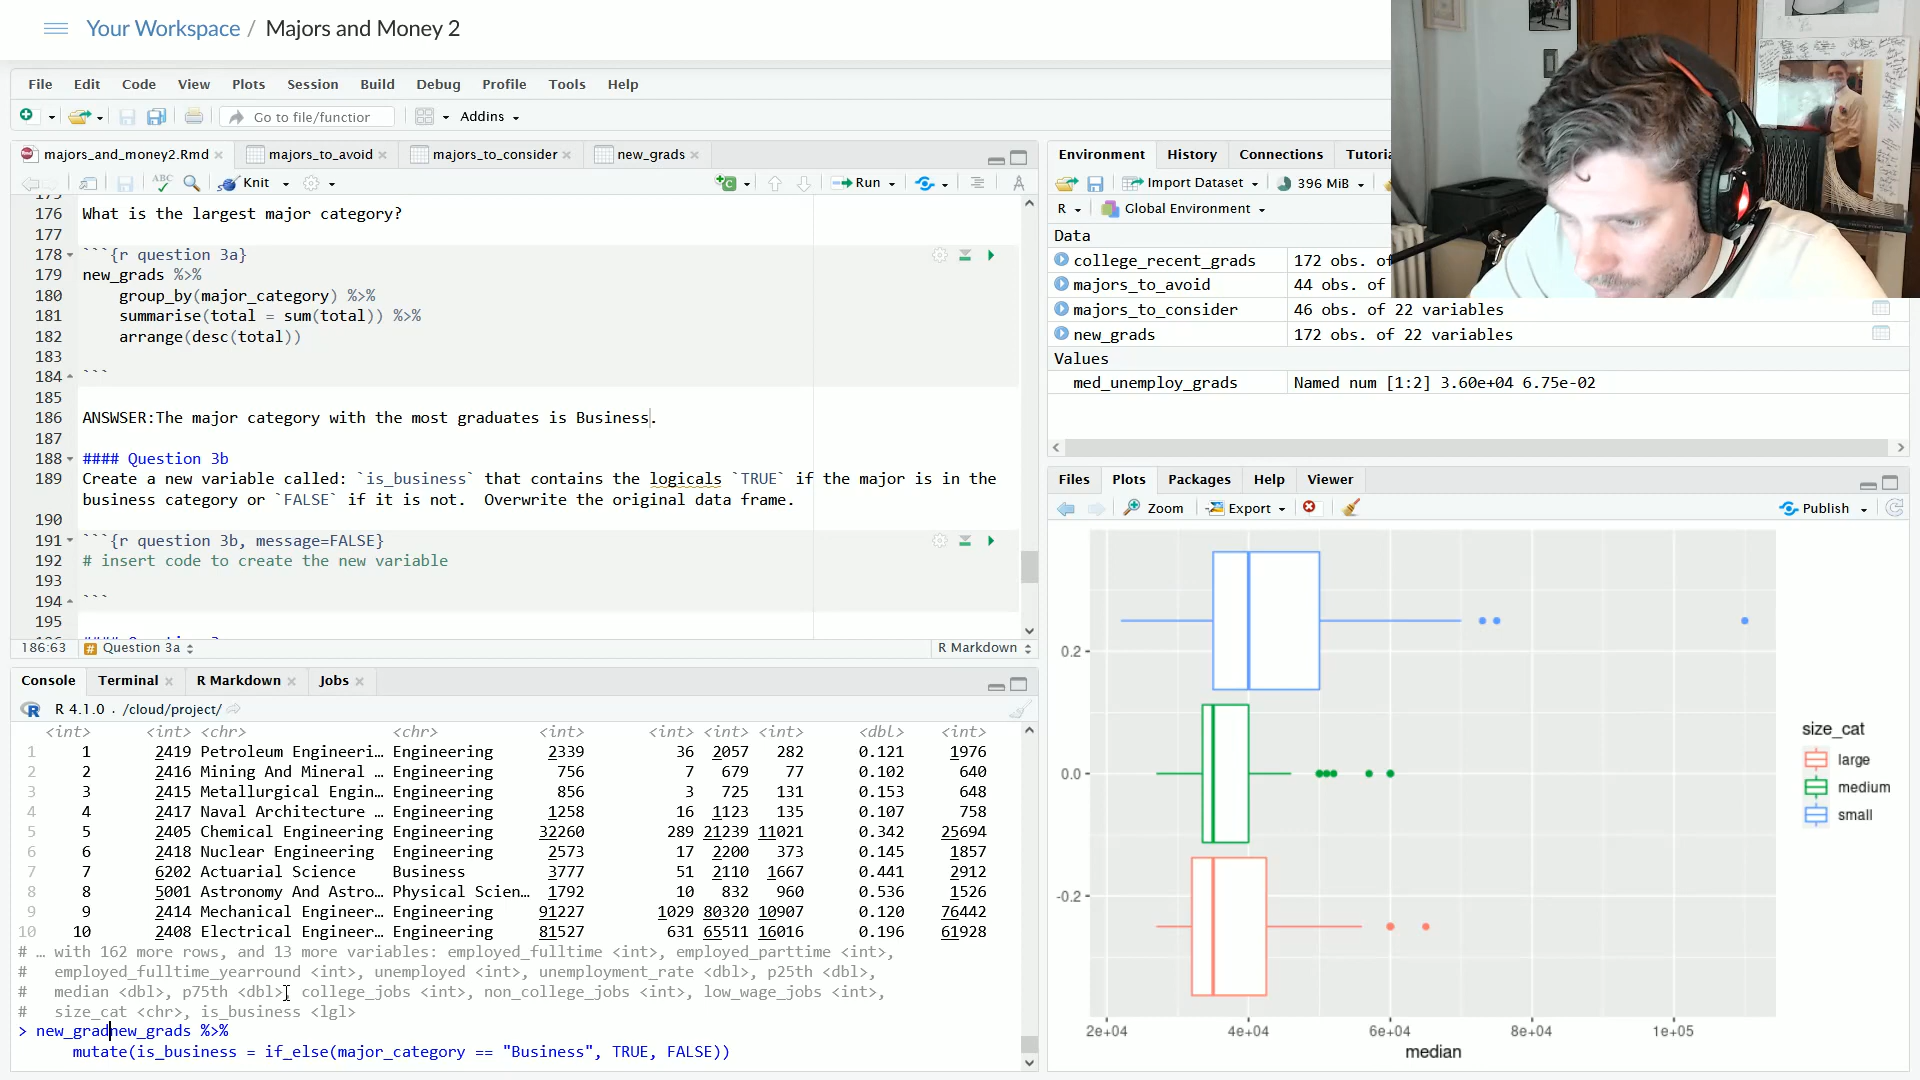 Your Workspace / Majors and Money 2
File Edit Code View Plots Session Build Debug Profile Tools Help
Go to file/function Addins
majors_and_money2.Rmd majors_to_avoid majors_to_consider new_grads
ABC Knit Run
176 What is the largest major category?
177
178 ```{r question 3a}
179 new_grads %>%
180 group_by(major_category) %>%
181 summarise(total = sum(total)) %>%
182 arrange(desc(total))
183
184 ```
185
186 ANSWSER:The major category with the most graduates is Business.
187
188 #### Question 3b
189 Create a new variable called: `is_business` that contains the logicals `TRUE` if the major is in the
business category or `FALSE` if it is not.  Overwrite the original data frame.
190
191 ```{r question 3b, message=FALSE}
192 # insert code to create the new variable
193
194 ```
195
186:63 # Question 3a R Markdown
Console Terminal R Markdown Jobs
R 4.1.0 . /cloud/project/
<int> <int> <chr> <chr> <int> <int> <int> <int> <dbl> <int>
1 1 2419 Petroleum Engineeri… Engineering 2339 36 2057 282 0.121 1976
2 2 2416 Mining And Mineral … Engineering 756 7 679 77 0.102 640
3 3 2415 Metallurgical Engin… Engineering 856 3 725 131 0.153 648
4 4 2417 Naval Architecture … Engineering 1258 16 1123 135 0.107 758
5 5 2405 Chemical Engineering Engineering 32260 289 21239 11021 0.342 25694
6 6 2418 Nuclear Engineering Engineering 2573 17 2200 373 0.145 1857
7 7 6202 Actuarial Science Business 3777 51 2110 1667 0.441 2912
8 8 5001 Astronomy And Astro… Physical Scien… 1792 10 832 960 0.536 1526
9 9 2414 Mechanical Engineer… Engineering 91227 1029 80320 10907 0.120 76442
10 10 2408 Electrical Engineer… Engineering 81527 631 65511 16016 0.196 61928
# … with 162 more rows, and 13 more variables: employed_fulltime <int>, employed_parttime <int>,
# employed_fulltime_yearround <int>, unemployed <int>, unemployment_rate <dbl>, p25th <dbl>,
# median <dbl>, p75th <dbl>, college_jobs <int>, non_college_jobs <int>, low_wage_jobs <int>,
# size_cat <chr>, is_business <lgl>
> new_gradnew_grads %>%
mutate(is_business = if_else(major_category == "Business", TRUE, FALSE))
Environment History Connections Tutoria
Import Dataset 396 MiB
R Global Environment
Data
college_recent_grads 172 obs. of
majors_to_avoid 44 obs. of
majors_to_consider 46 obs. of 22 variables
new_grads 172 obs. of 22 variables
Values
med_unemploy_grads Named num [1:2] 3.60e+04 6.75e-02
Files Plots Packages Help Viewer
Zoom Export Publish
0.2
0.0
-0.2
2e+04 4e+04 6e+04 8e+04 1e+05
median
size_cat
large
medium
small